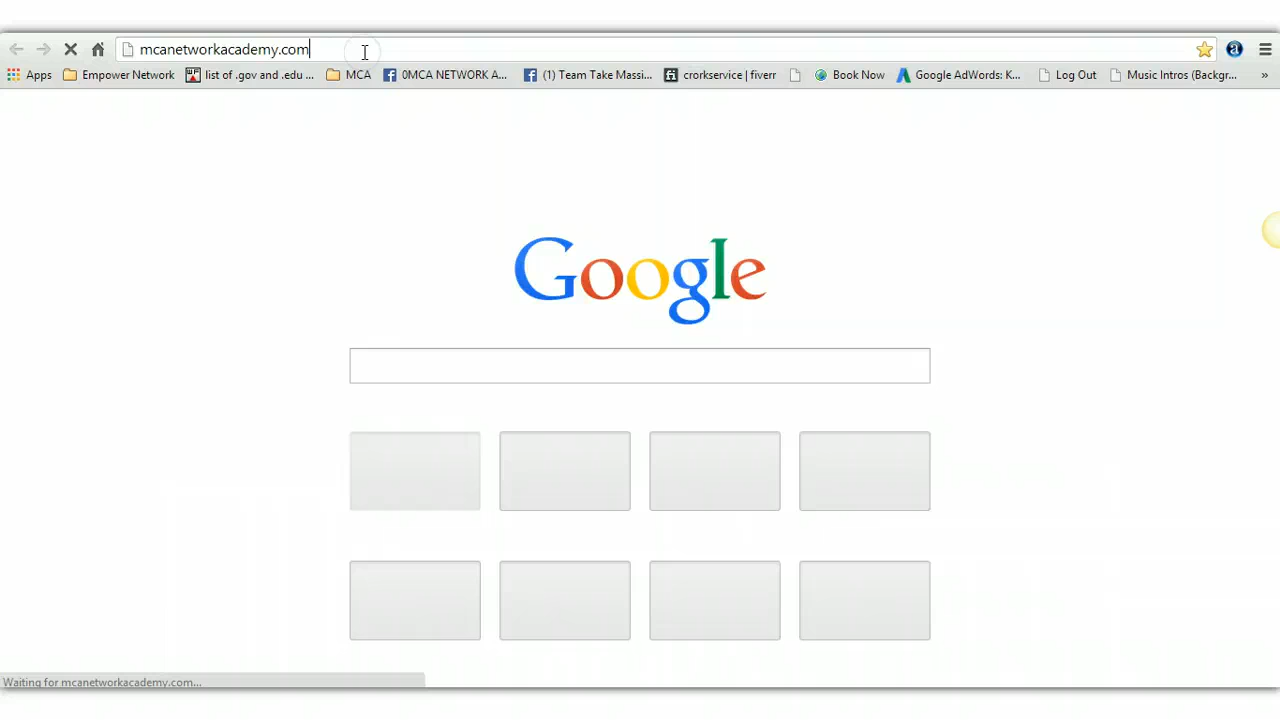 mcanetworkacademy.com
Apps Empower Network list of .gov and .edu ... MCA 0MCA NETWORK A... (1) Team Take Massi... crorkservice | fiverr Book Now Google AdWords: K... Log Out Music Intros (Backgr... »
Google
Waiting for mcanetworkacademy.com...